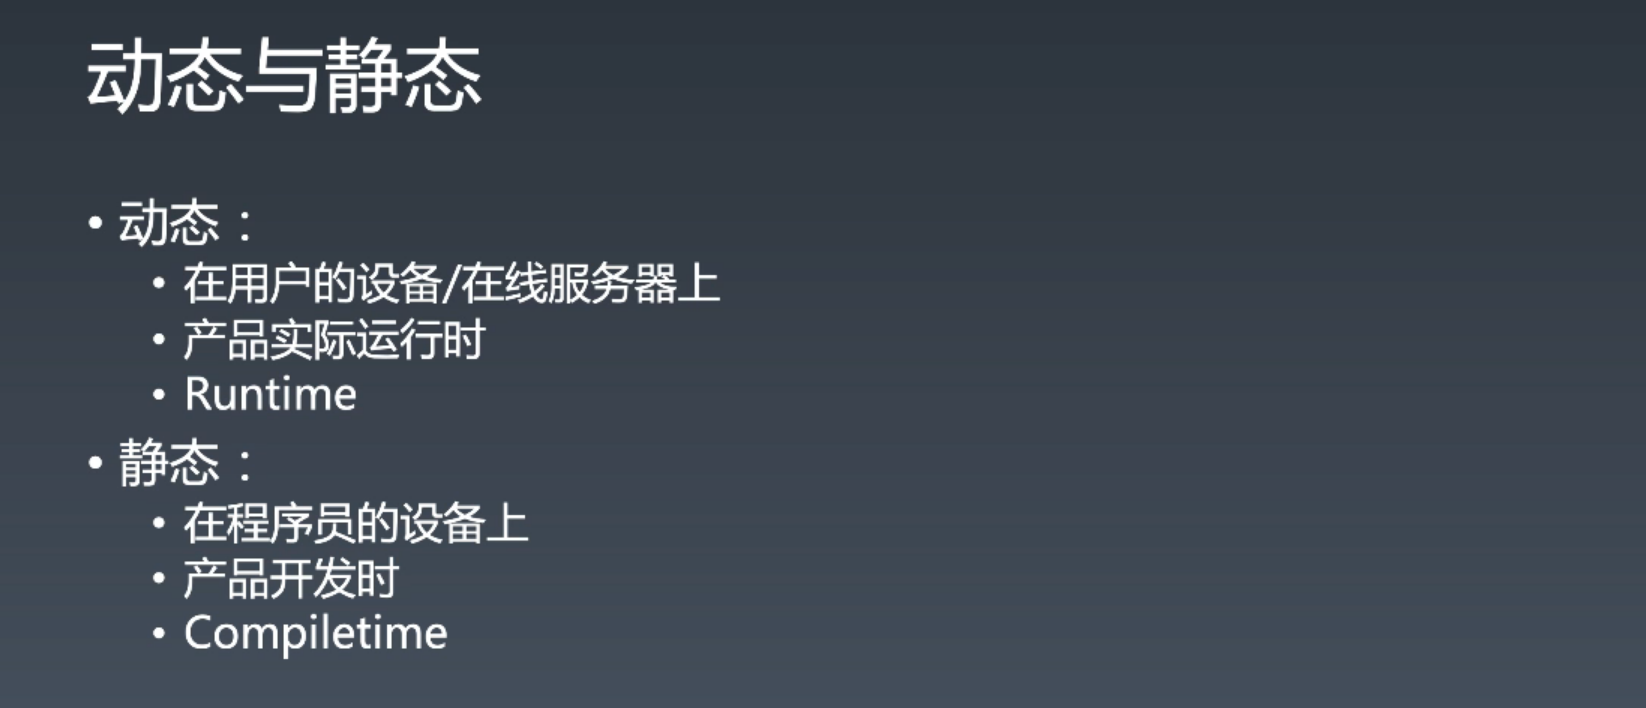 动态与静态
• 动态：
• 在用户的设备/在线服务器上
• 产品实际运行时
• Runtime
• 静态：
• 在程序员的设备上
• 产品开发时
• Compiletime